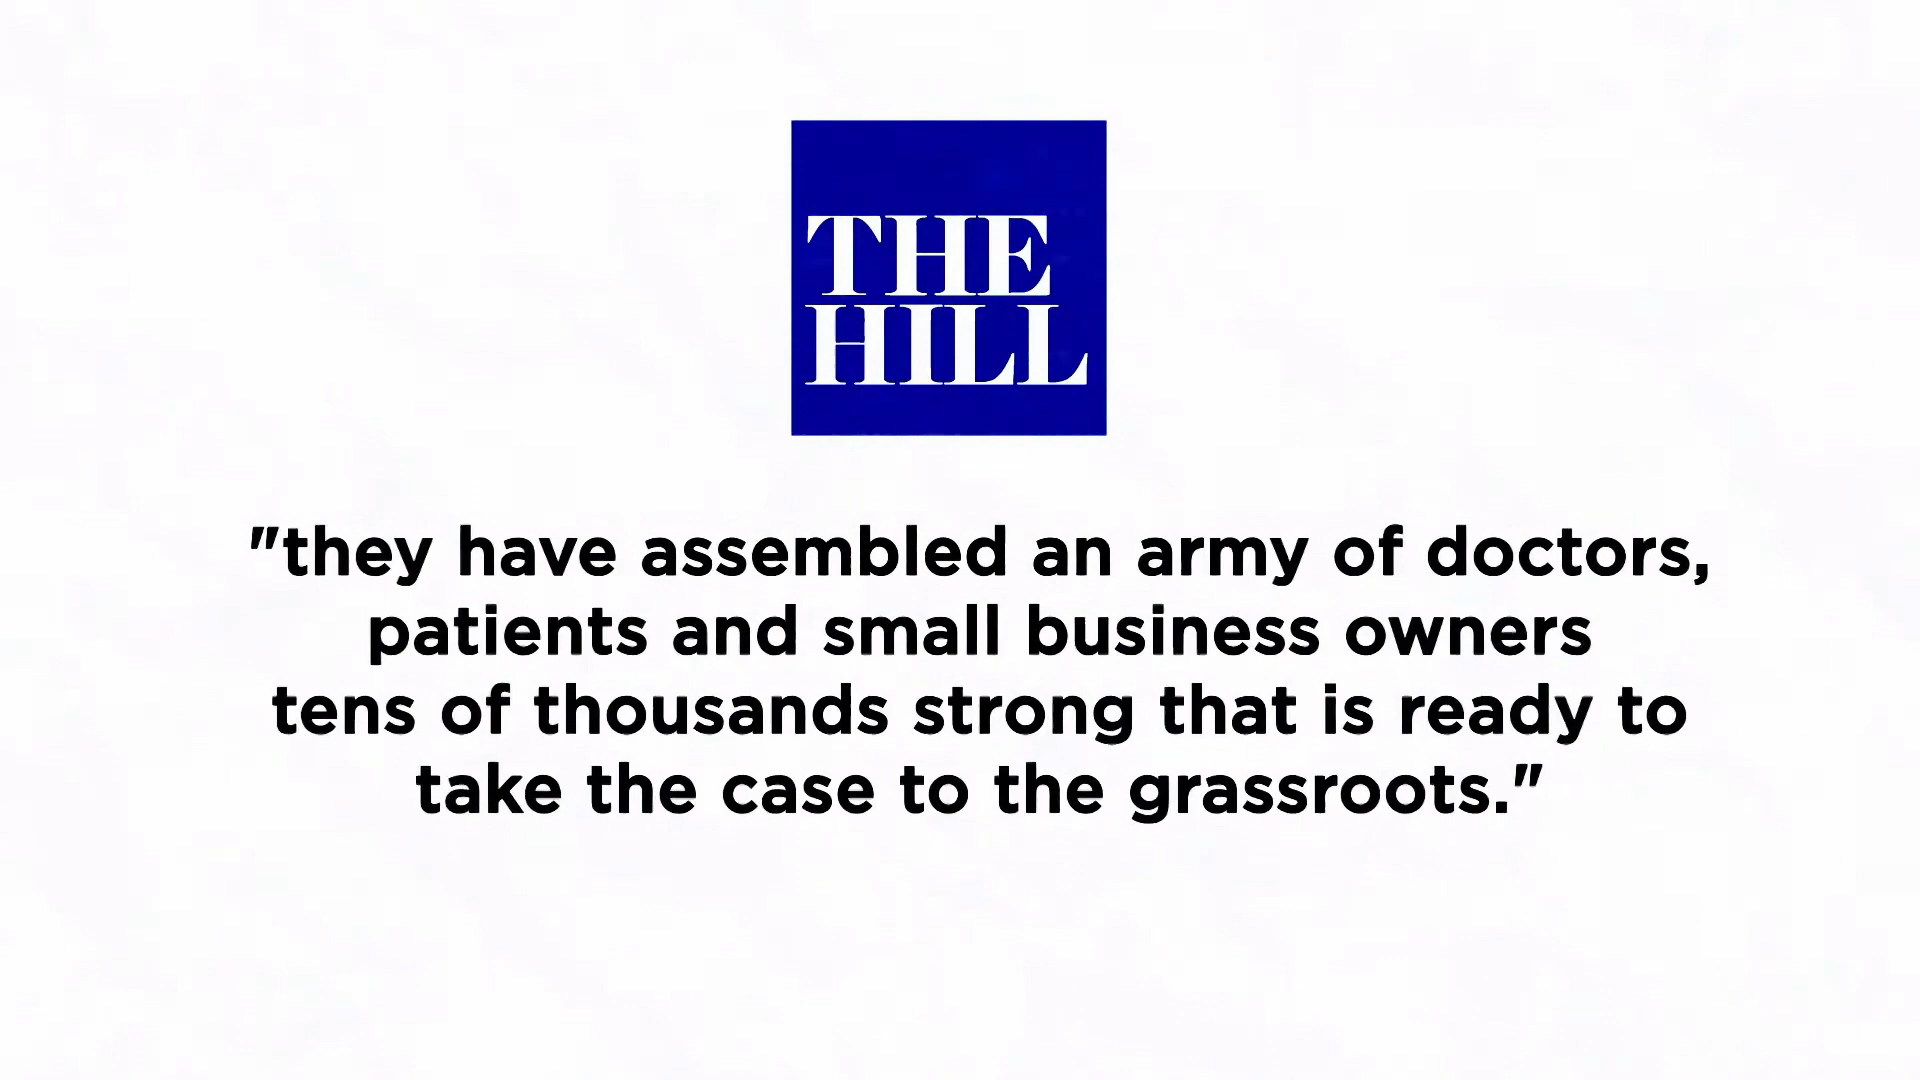 THE
HILL
"they have assembled an army of doctors,
patients and small business owners
tens of thousands strong that is ready to
take the case to the grassroots."